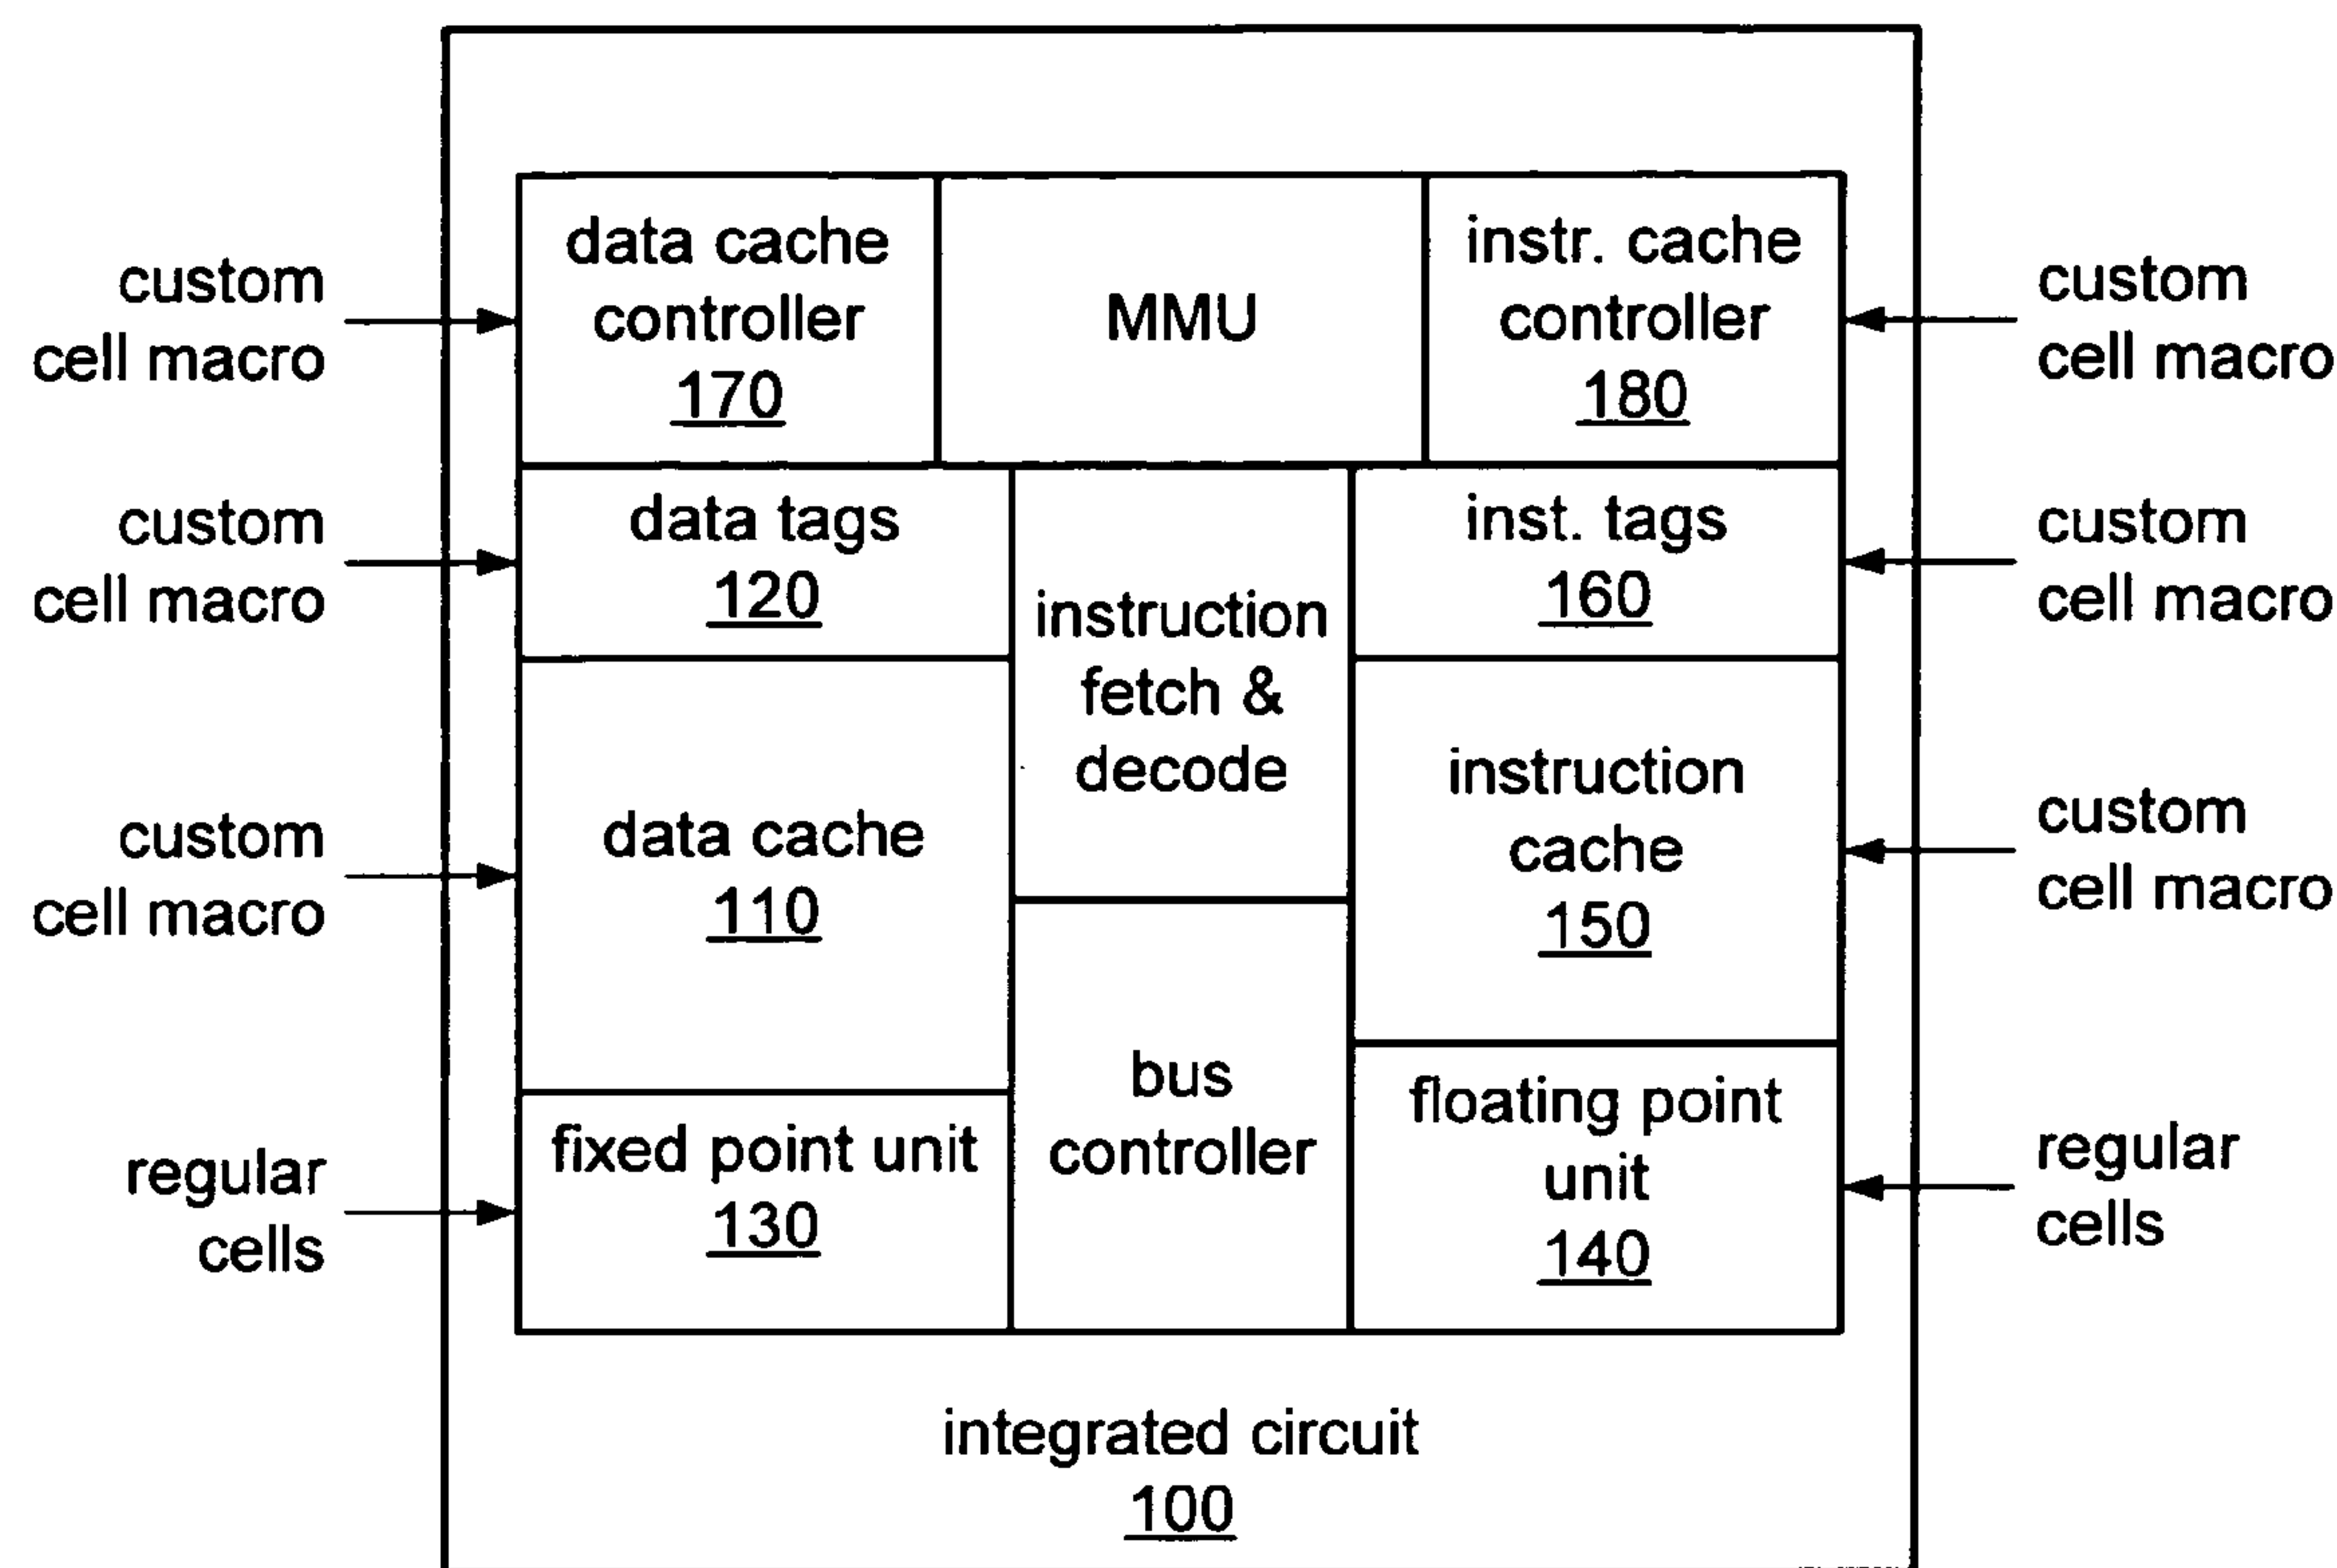 custom
cell macro
data cache
controller
170
MMU
instr. cache
controller
180
custom
cell macro
custom
cell macro
data tags
120
instruction
fetch &
decode
inst. tags
160
custom
cell macro
custom
cell macro
data cache
110
instruction
cache
150
custom
cell macro
regular
cells
fixed point unit
130
bus
controller
floating point
unit
140
regular
cells
integrated circuit
100